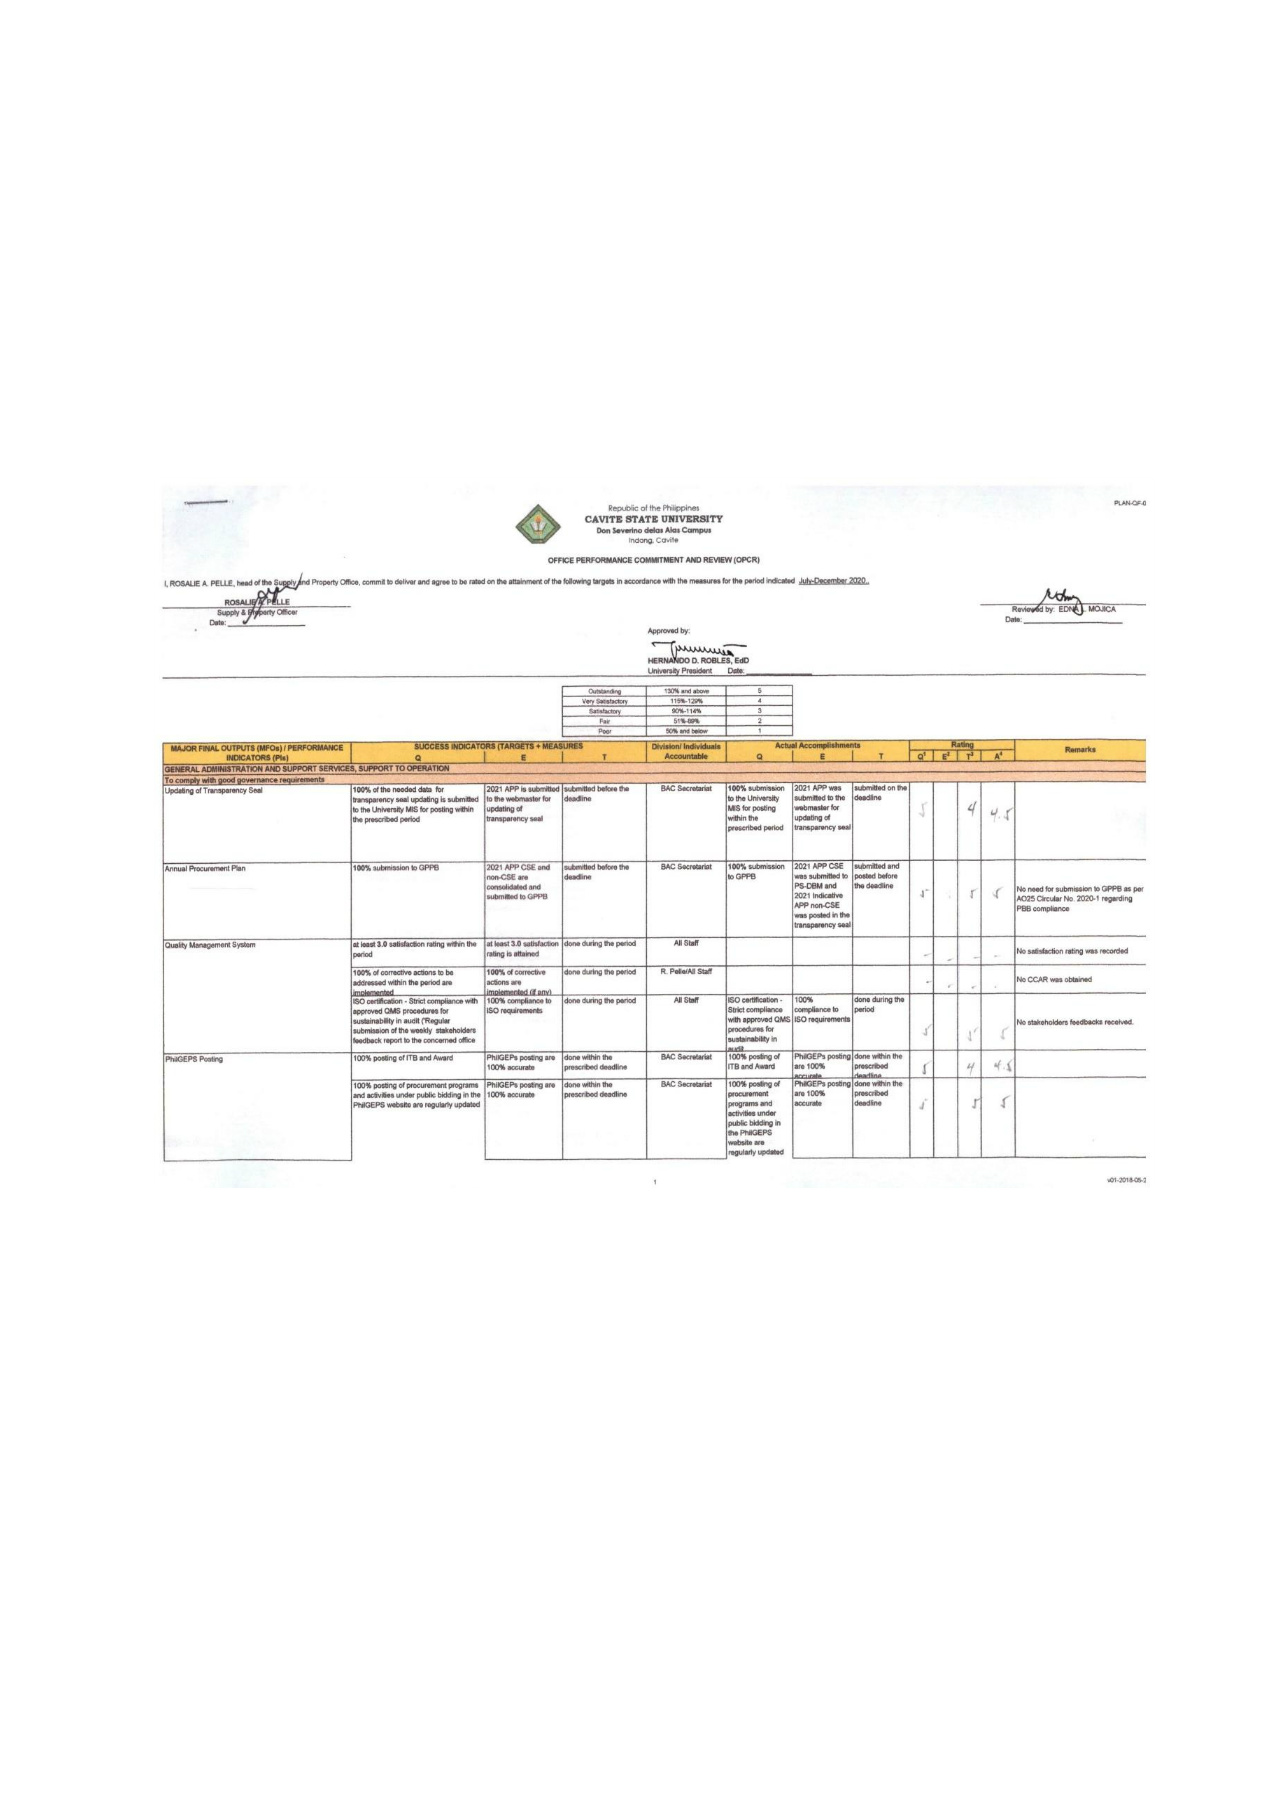 PLAN-QF-0
Republic of the Philippines
CAVITE STATE UNIVERSITY
Don Severino delas Alas Campus
Indang, Cavite
OFFICE PERFORMANCE COMMITMENT AND REVIEW (OPCR)
I, ROSALIE A. PELLE, head of the Supply and Property Office, commit to deliver and agree to be rated on the attainment of the following targets in accordance with the measures for the period indicated July-December 2020..
ROSALIE A. PELLE
Supply & Property Officer
Date:
Reviewed by: EDNA MOJICA
Date:
Approved by:
HERNANDO D. ROBLES, EdD
University President Date:
Outstanding 130% and above 5
Very Satisfactory 115%-129% 4
Satisfactory 90%-114% 3
Fair 51%-89% 2
Poor 50% and below 1
MAJOR FINAL OUTPUTS (MFOs) / PERFORMANCE
INDICATORS (PIs)
SUCCESS INDICATORS (TARGETS + MEASURES
Q E T
Division/ Individuals
Accountable
Actual Accomplishments
Q E T
Rating
Q¹ E² T³ A⁴
Remarks
GENERAL ADMINISTRATION AND SUPPORT SERVICES, SUPPORT TO OPERATION
To comply with good governance requirements
Updating of Transparency Seal
100% of the needed data for
transparency seal updating is submitted
to the University MIS for posting within
the prescribed period
2021 APP is submitted
to the webmaster for
updating of
transparency seal
submitted before the
deadline
BAC Secretariat
100% submission
to the University
MIS for posting
within the
prescribed period
2021 APP was
submitted to the
webmaster for
updating of
transparency seal
submitted on the
deadline
5 4 4.5
Annual Procurement Plan
100% submission to GPPB
2021 APP CSE and
non-CSE are
consolidated and
submitted to GPPB
submitted before the
deadline
BAC Secretariat
100% submission
to GPPB
2021 APP CSE
was submitted to
PS-DBM and
2021 Indicative
APP non-CSE
was posted in the
transparency seal
submitted and
posted before
the deadline
5 5 5
No need for submission to GPPB as per
AO25 Circular No. 2020-1 regarding
PBB compliance
Quality Management System
at least 3.0 satisfaction rating within the
period
at least 3.0 satisfaction
rating is attained
done during the period
All Staff
- - - -
No satisfaction rating was recorded
100% of corrective actions to be
addressed within the period are
implemented
100% of corrective
actions are
implemented (if any)
done during the period
R. Pelle/All Staff
- - - -
No CCAR was obtained
ISO certification - Strict compliance with
approved QMS procedures for
sustainability in audit ('Regular
submission of the weekly stakeholders
feedback report to the concerned office
100% compliance to
ISO requirements
done during the period
All Staff
ISO certification -
Strict compliance
with approved QMS
procedures for
sustainability in
audit
100%
compliance to
ISO requirements
done during the
period
5 5 5
No stakeholders feedbacks received.
PhilGEPS Posting
100% posting of ITB and Award
PhilGEPs posting are
100% accurate
done within the
prescribed deadline
BAC Secretariat
100% posting of
ITB and Award
PhilGEPs posting
are 100%
accurate
done within the
prescribed
deadline
5 4 4.5
100% posting of procurement programs
and activities under public bidding in the
PhilGEPS website are regularly updated
PhilGEPs posting are
100% accurate
done within the
prescribed deadline
BAC Secretariat
100% posting of
procurement
programs and
activities under
public bidding in
the PhilGEPS
website are
regularly updated
PhilGEPs posting
are 100%
accurate
done within the
prescribed
deadline
5 5 5
1
v01-2018-05-2